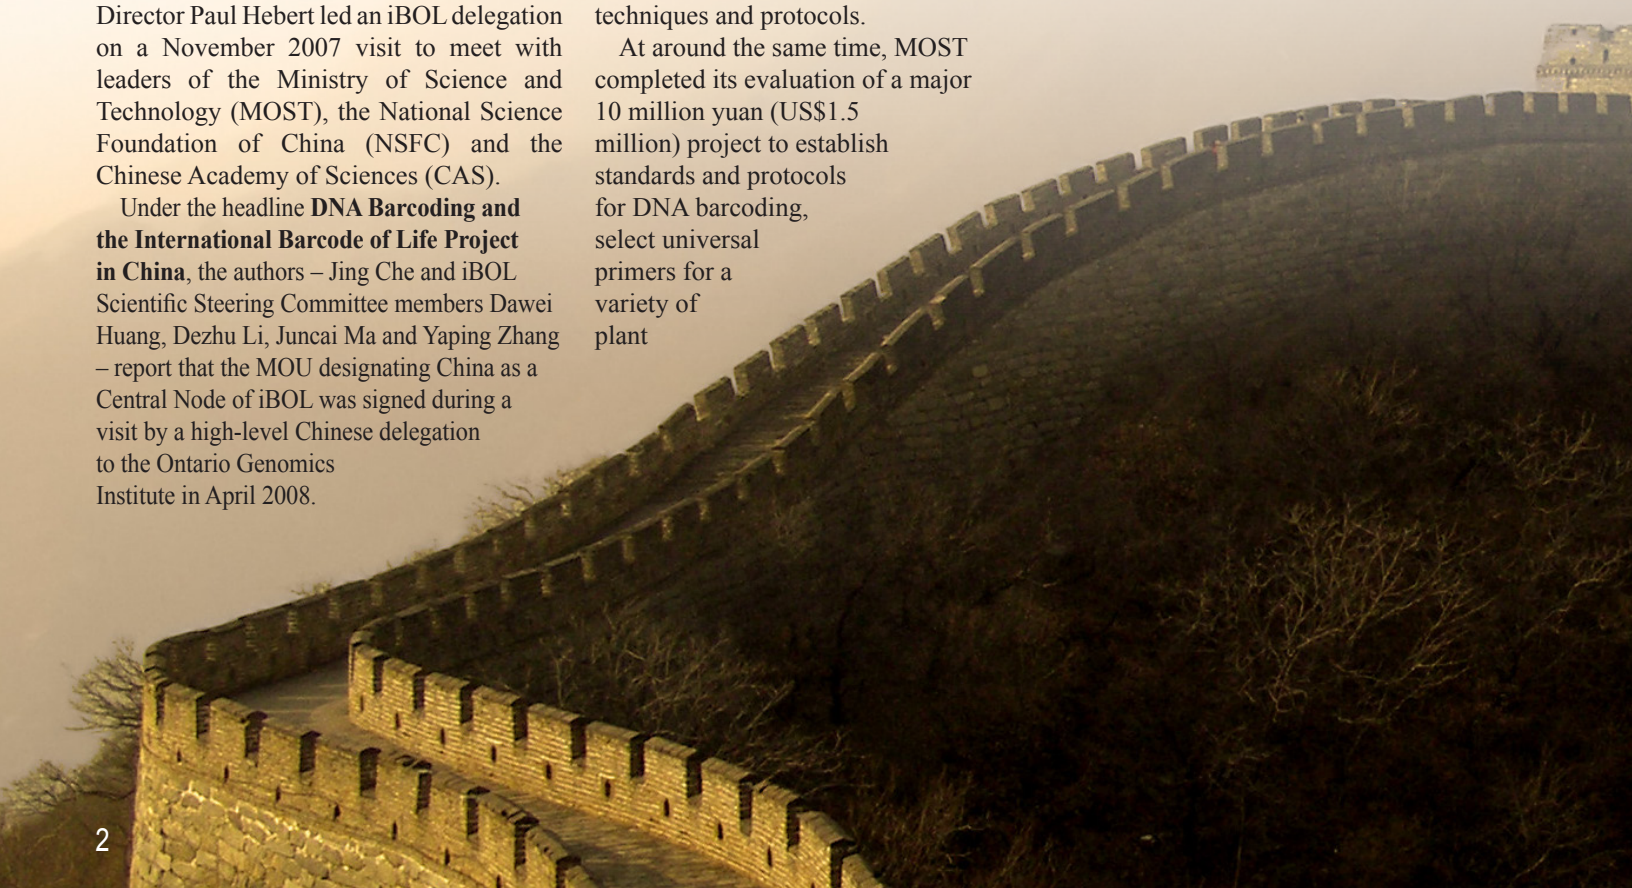 Director Paul Hebert led an iBOL delegation
on a November 2007 visit to meet with
leaders of the Ministry of Science and
Technology (MOST), the National Science
Foundation of China (NSFC) and the
Chinese Academy of Sciences (CAS).
Under the headline DNA Barcoding and
the International Barcode of Life Project
in China, the authors – Jing Che and iBOL
Scientific Steering Committee members Dawei
Huang, Dezhu Li, Juncai Ma and Yaping Zhang
– report that the MOU designating China as a
Central Node of iBOL was signed during a
visit by a high-level Chinese delegation
to the Ontario Genomics
Institute in April 2008.
techniques and protocols.
At around the same time, MOST
completed its evaluation of a major
10 million yuan (US$1.5
million) project to establish
standards and protocols
for DNA barcoding,
select universal
primers for a
variety of
plant
2